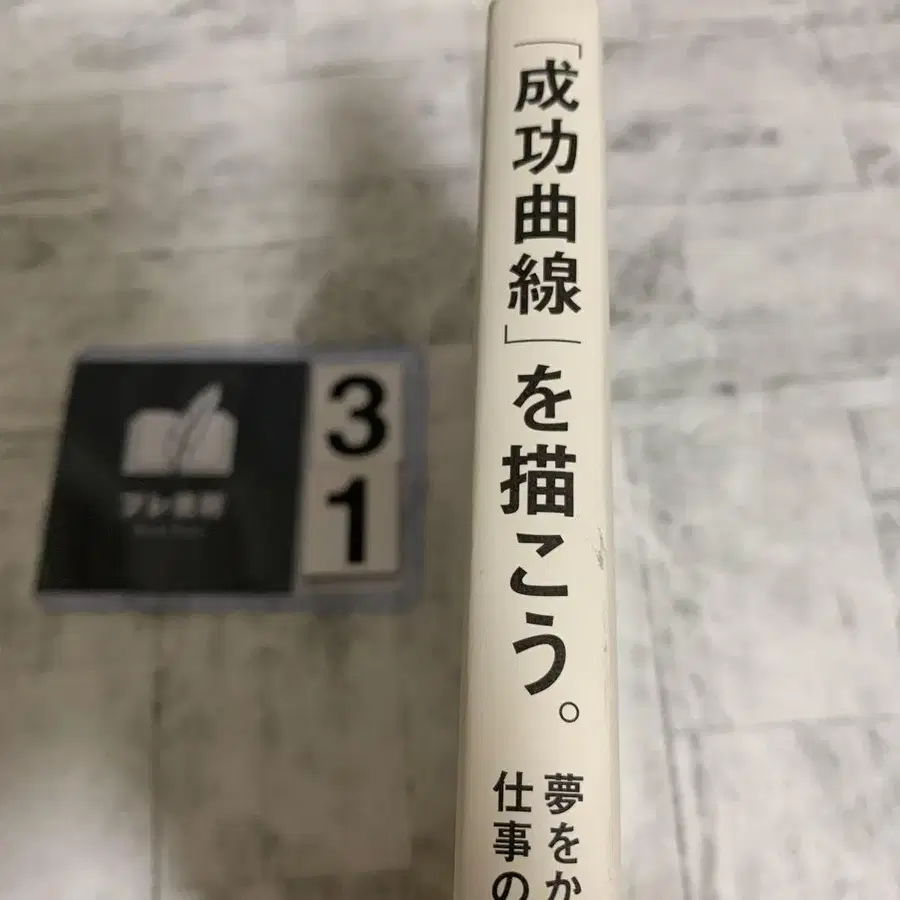 「成功曲線」を描こう。
夢をか
仕事の
3
1